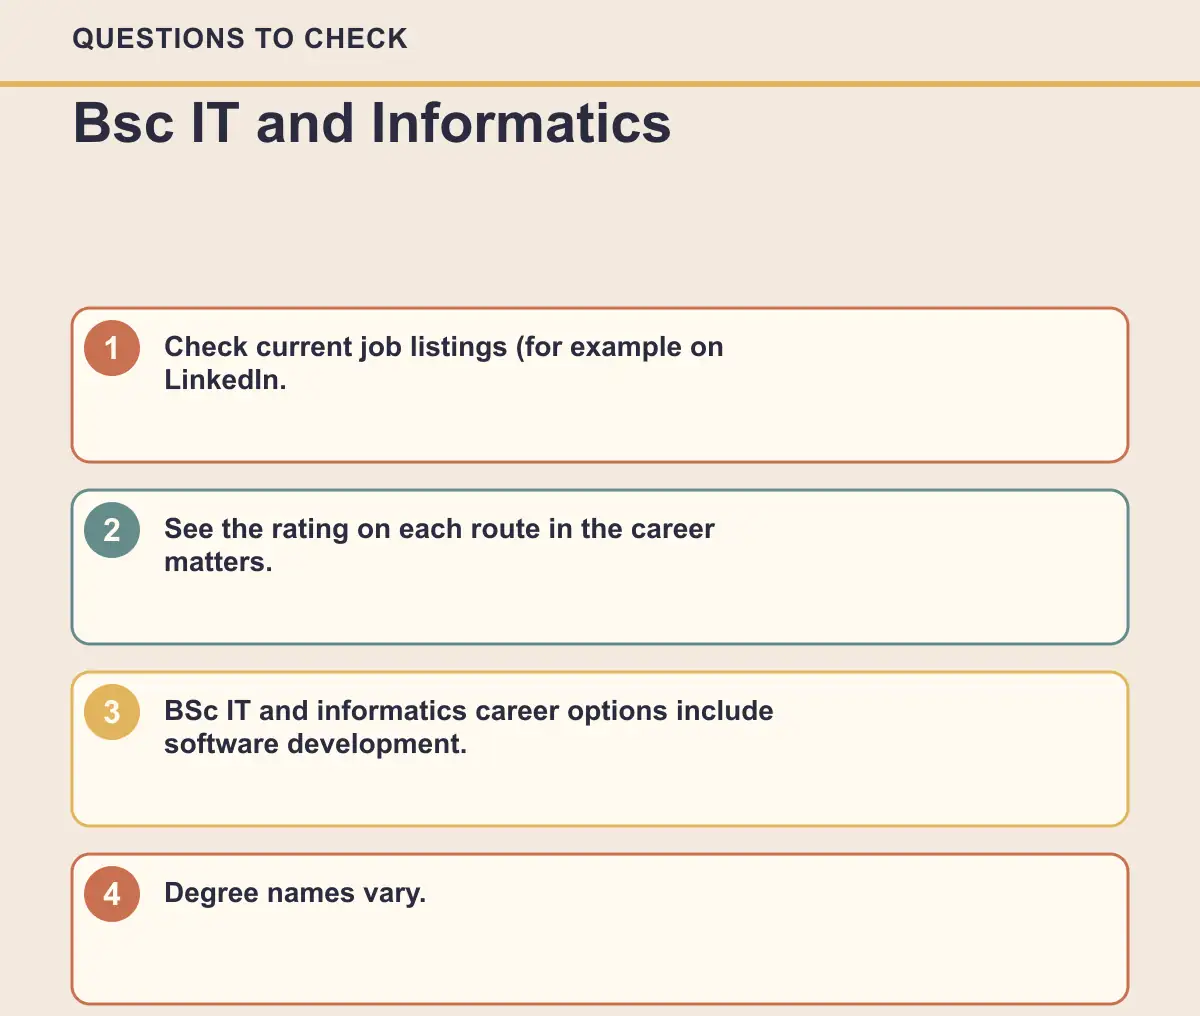 QUESTIONS TO CHECK
Bsc IT and Informatics
1
Check current job listings (for example on
LinkedIn.
2
See the rating on each route in the career
matters.
3
BSc IT and informatics career options include
software development.
4
Degree names vary.